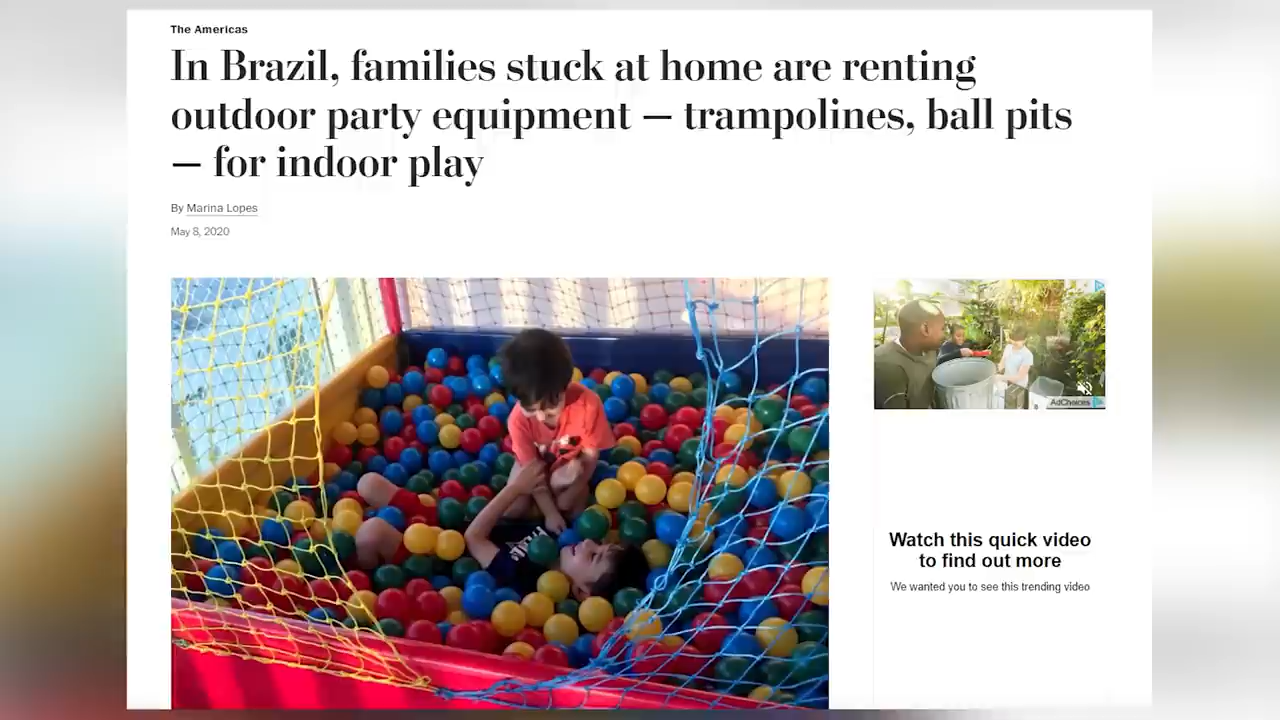 The Americas
In Brazil, families stuck at home are renting
outdoor party equipment — trampolines, ball pits
— for indoor play
By Marina Lopes
May 8, 2020
AdChoices
Watch this quick video
to find out more
We wanted you to see this trending video